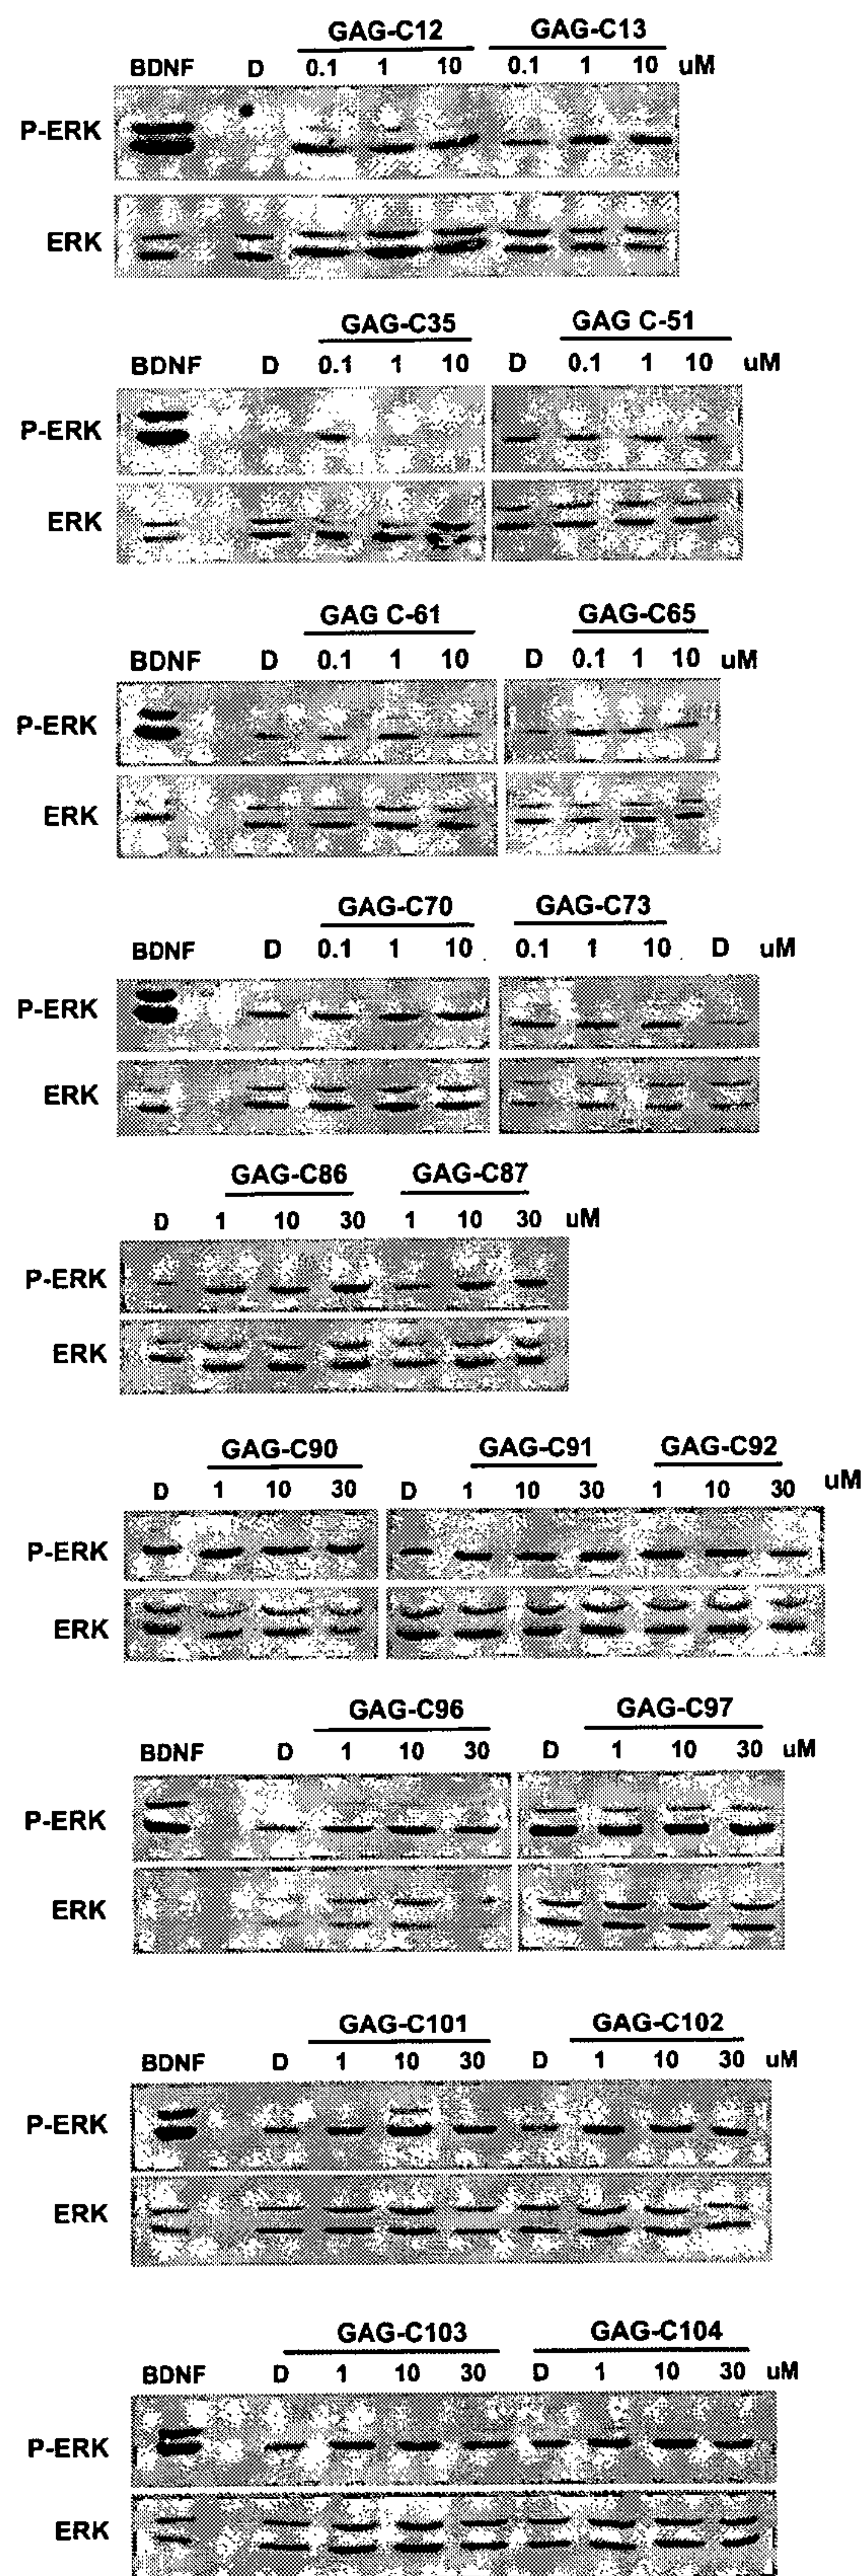 GAG-C12 GAG-C13
BDNF D 0.1 1 10 0.1 1 10 uM
P-ERK
ERK
GAG-C35 GAG C-51
BDNF D 0.1 1 10 D 0.1 1 10 uM
P-ERK
ERK
GAG C-61 GAG-C65
BDNF D 0.1 1 10 D 0.1 1 10 uM
P-ERK
ERK
GAG-C70 GAG-C73
BDNF D 0.1 1 10 0.1 1 10 D uM
P-ERK
ERK
GAG-C86 GAG-C87
D 1 10 30 1 10 30 uM
P-ERK
ERK
GAG-C90 GAG-C91 GAG-C92
D 1 10 30 D 1 10 30 1 10 30 uM
P-ERK
ERK
GAG-C96 GAG-C97
BDNF D 1 10 30 D 1 10 30 uM
P-ERK
ERK
GAG-C101 GAG-C102
BDNF D 1 10 30 D 1 10 30 uM
P-ERK
ERK
GAG-C103 GAG-C104
BDNF D 1 10 30 D 1 10 30 uM
P-ERK
ERK